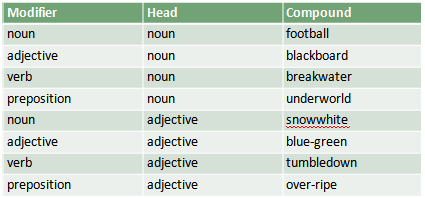 Modifier Head Compound
noun noun football
adjective noun blackboard
verb noun breakwater
preposition noun underworld
noun adjective snowwhite
adjective adjective blue-green
verb adjective tumbledown
preposition adjective over-ripe